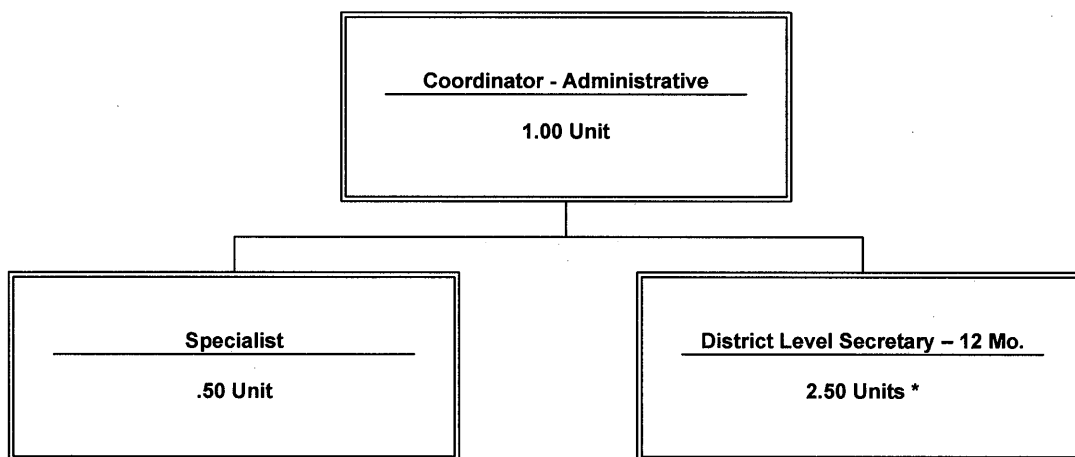 Coordinator - Administrative
1.00 Unit
Specialist
.50 Unit
District Level Secretary – 12 Mo.
2.50 Units *